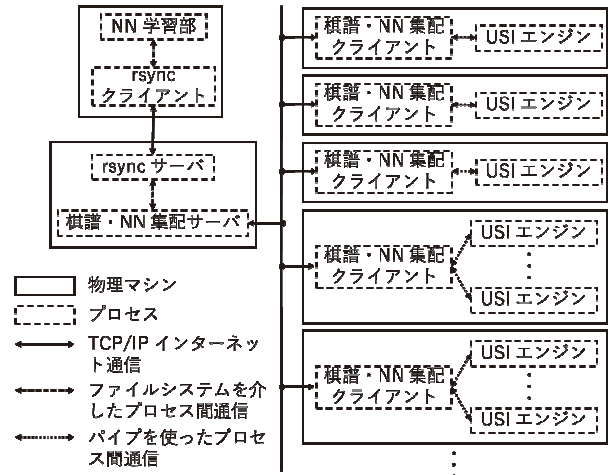 NN 学習部
rsync
クライアント
rsync サーバ
棋譜・NN 集配サーバ
物理マシン
プロセス
TCP/IP インターネッ
ト通信
ファイルシステムを介
したプロセス間通信
パイプを使ったプロセ
ス間通信
棋譜・NN 集配
クライアント
USI エンジン
棋譜・NN 集配
クライアント
USI エンジン
棋譜・NN 集配
クライアント
USI エンジン
棋譜・NN 集配
クライアント
USI エンジン
USI エンジン
棋譜・NN 集配
クライアント
USI エンジン
USI エンジン